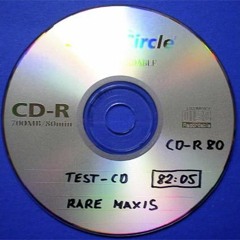 Circle
CD-R
700MB/80min
CD-R 80
TEST-CD 82:05
RARE MAXIS